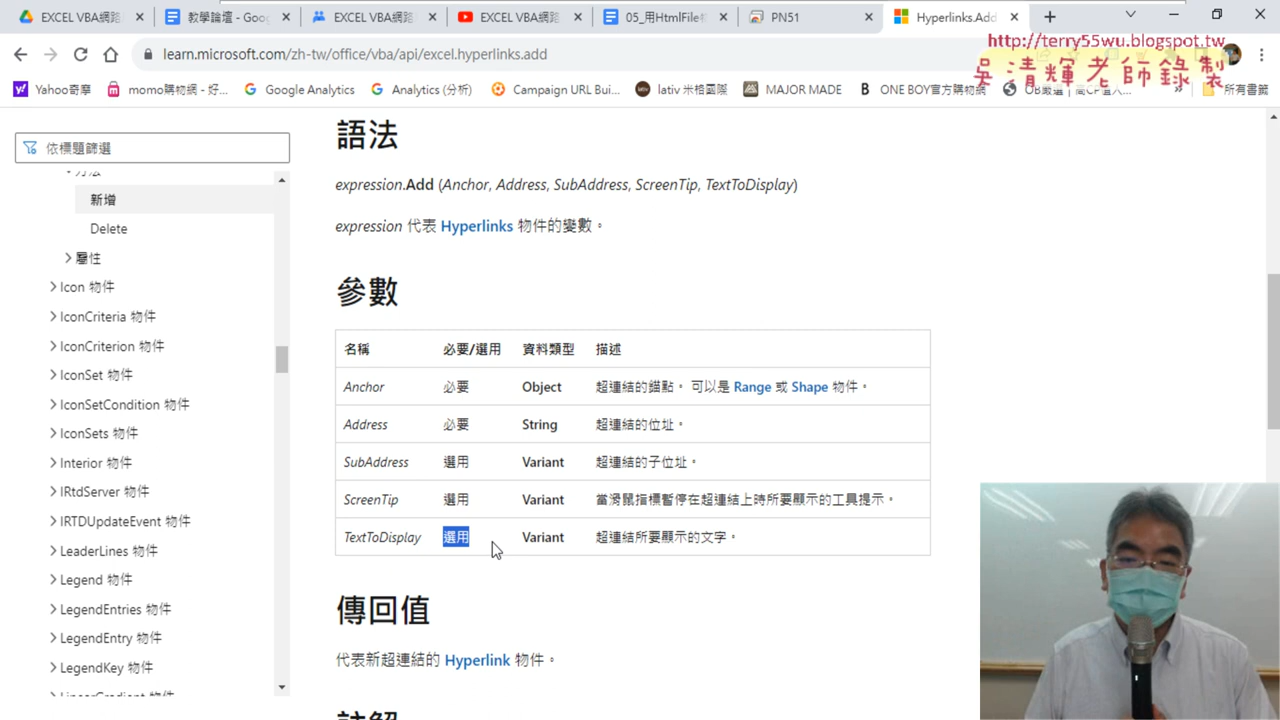 EXCEL VBA網路
教學論壇 - Goo
EXCEL VBA網路
EXCEL VBA網路
05_用HtmlFile
PN51
Hyperlinks.Add
learn.microsoft.com/zh-tw/office/vba/api/excel.hyperlinks.add
http://terry55wu.blogspot.tw
吳清輝老師錄製
Yahoo奇摩
momo購物網 - 好...
Google Analytics
Analytics (分析)
Campaign URL Bui...
lativ 米格國際
MAJOR MADE
ONE BOY官方購物網
所有書籤
依標題篩選
方法
新增
Delete
屬性
Icon 物件
IconCriteria 物件
IconCriterion 物件
IconSet 物件
IconSetCondition 物件
IconSets 物件
Interior 物件
IRtdServer 物件
IRTDUpdateEvent 物件
LeaderLines 物件
Legend 物件
LegendEntries 物件
LegendEntry 物件
LegendKey 物件
LinearGradient 物件
語法
expression.Add (Anchor, Address, SubAddress, ScreenTip, TextToDisplay)
expression 代表 Hyperlinks 物件的變數。
參數
名稱 必要/選用 資料類型 描述
Anchor 必要 Object 超連結的錨點。 可以是 Range 或 Shape 物件。
Address 必要 String 超連結的位址。
SubAddress 選用 Variant 超連結的子位址。
ScreenTip 選用 Variant 當滑鼠指標暫停在超連結上時所要顯示的工具提示。
TextToDisplay 選用 Variant 超連結所要顯示的文字。
傳回值
代表新超連結的 Hyperlink 物件。
註解